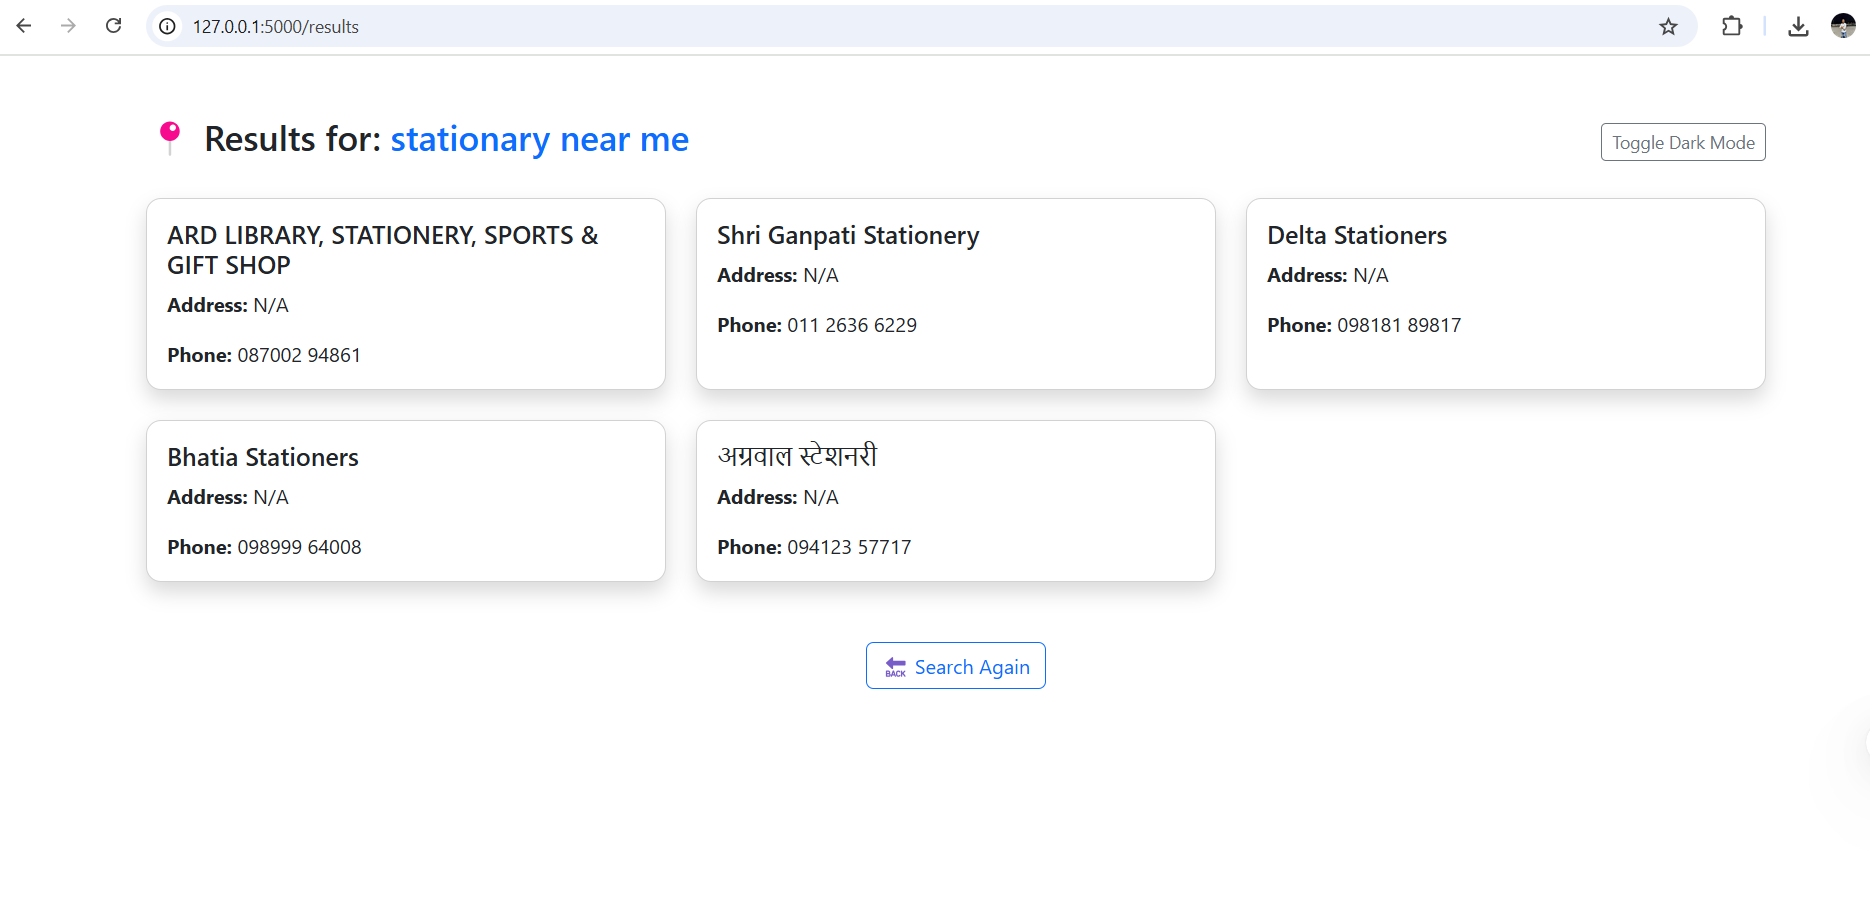 127.0.0.1:5000/results
Results for: stationary near me
Toggle Dark Mode
ARD LIBRARY, STATIONERY, SPORTS &
GIFT SHOP
Address: N/A
Phone: 087002 94861
Shri Ganpati Stationery
Address: N/A
Phone: 011 2636 6229
Delta Stationers
Address: N/A
Phone: 098181 89817
Bhatia Stationers
Address: N/A
Phone: 098999 64008
अग्रवाल स्टेशनरी
Address: N/A
Phone: 094123 57717
BACK Search Again